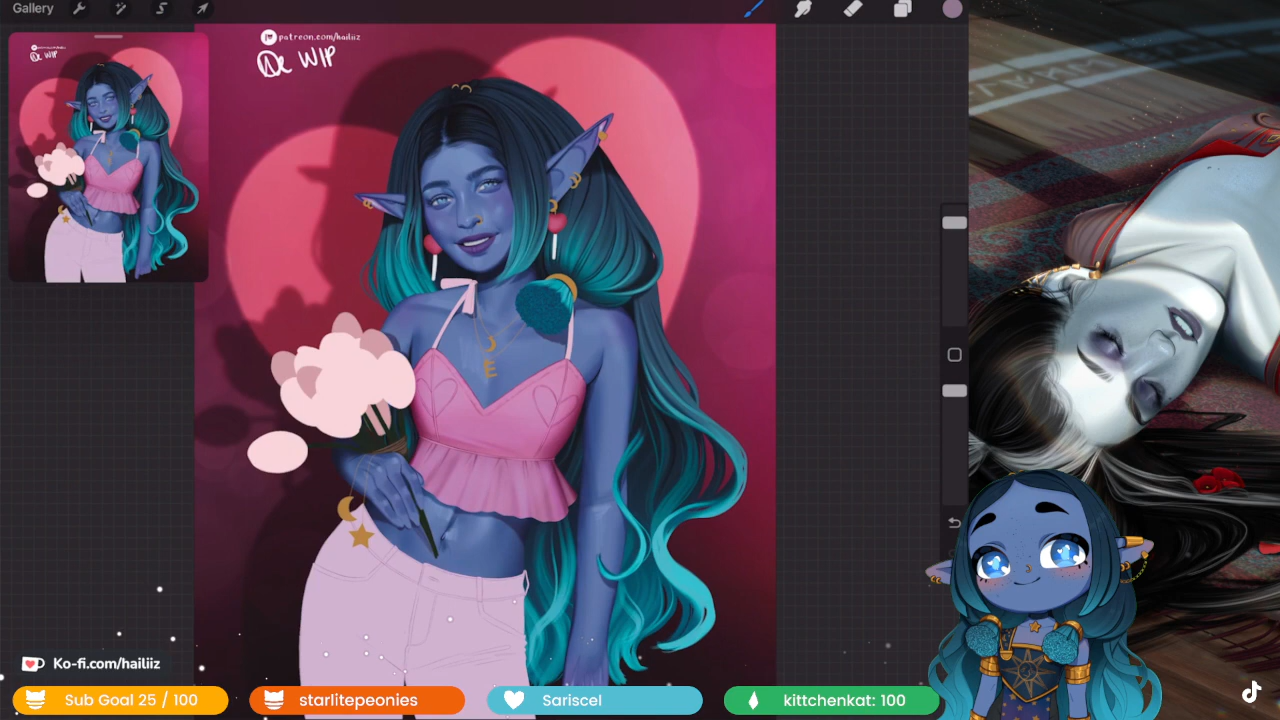 Gallery
patreon.com/hailiiz
WIP
E
Ko-fi.com/hailiiz
Sub Goal 25 / 100
starlitepeonies
Sariscel
kittchenkat: 100